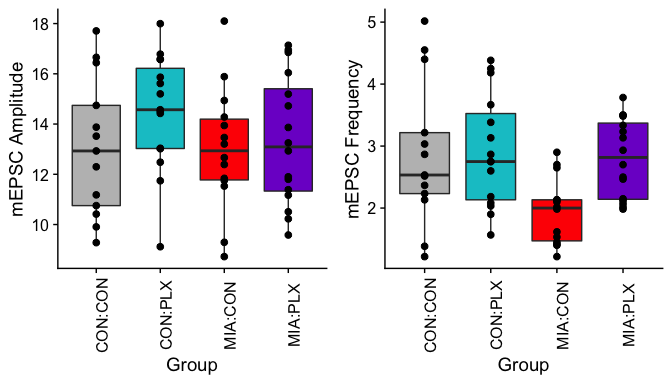 mEPSC Amplitude
18
16
14
12
10
CON:CON
CON:PLX
MIA:CON
MIA:PLX
Group
mEPSC Frequency
5
4
3
2
CON:CON
CON:PLX
MIA:CON
MIA:PLX
Group